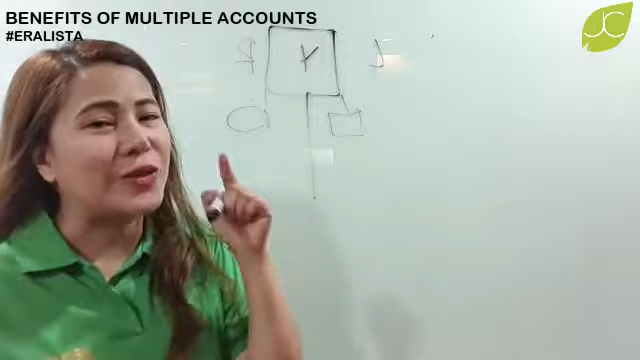 BENEFITS OF MULTIPLE ACCOUNTS
#ERALISTA
JC
Y